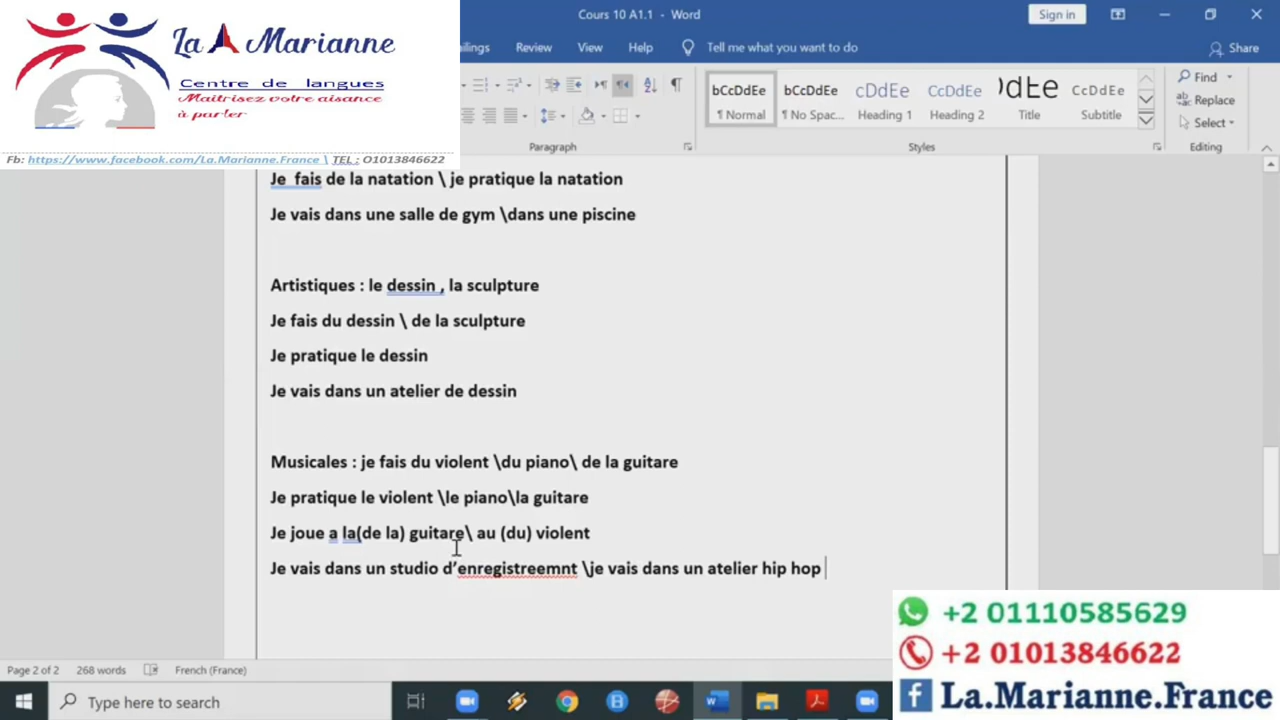 La Marianne
Centre de langues
Maîtrisez votre aisance
à parler
Fb: https://www.facebook.com/La.Marianne.France \ TEL : O1013846622
Cours 10 A1.1 - Word
Sign in
ilings Review View Help Tell me what you want to do
Share
bCcDdEe bCcDdEe cDdEe CcDdEe )dtEe CcDdEe
¶ Normal ¶ No Spac... Heading 1 Heading 2 Title Subtitle
Find
Replace
Select
Paragraph Styles Editing
Je fais de la natation \ je pratique la natation
Je vais dans une salle de gym \dans une piscine
Artistiques : le dessin , la sculpture
Je fais du dessin \ de la sculpture
Je pratique le dessin
Je vais dans un atelier de dessin
Musicales : je fais du violent \du piano\ de la guitare
Je pratique le violent \le piano\la guitare
Je joue a la(de la) guitare\ au (du) violent
Je vais dans un studio d’enregistreemnt \je vais dans un atelier hip hop
+2 01110585629
+2 01013846622
La.Marianne.France
Page 2 of 2 268 words French (France)
Type here to search